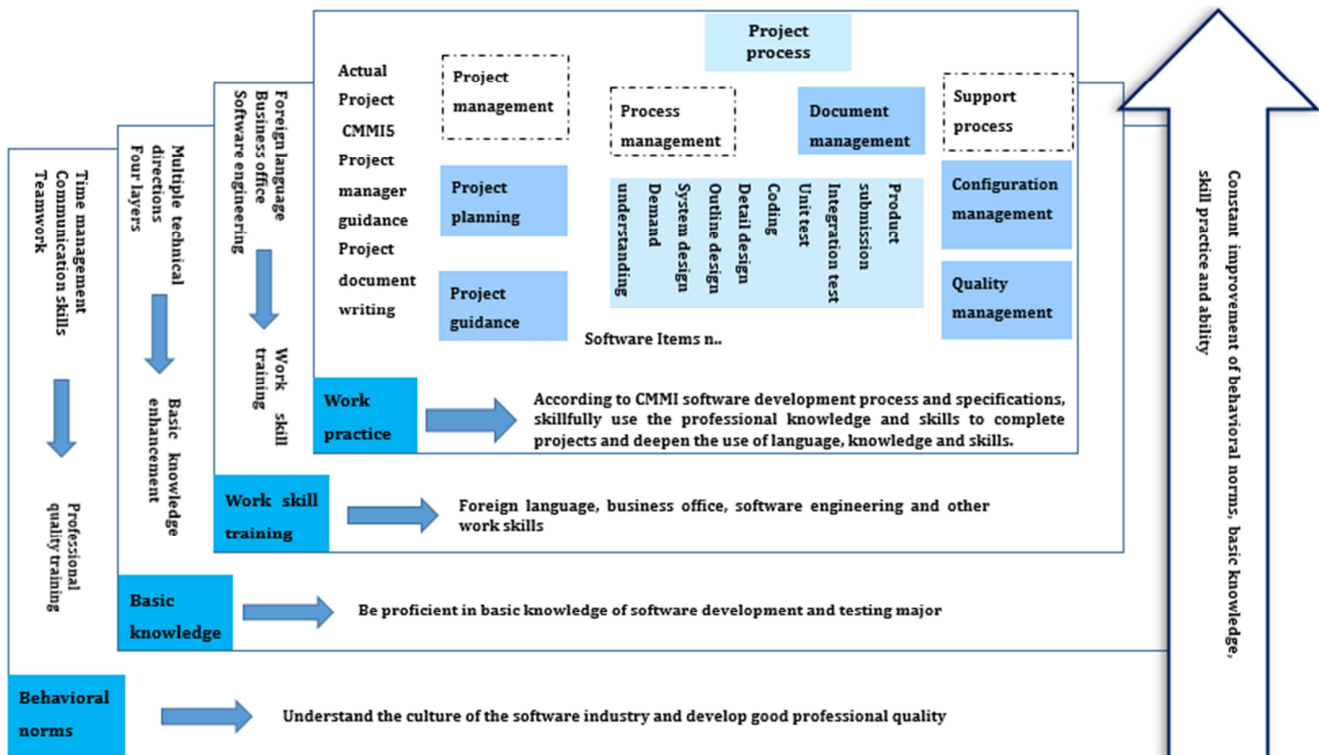 Project
process
Actual
Project
CMMI5
Project
manager
guidance
Project
document
writing
Project
management
Project
planning
Project
guidance
Process
management
Document
management
Support
process
Configuration
management
Quality
management
Product
submission
Integration test
Unit test
Coding
Detail design
Outline design
System design
Demand
understanding
Software Items n..
Foreign language
Business office
Software engineering
Work skill
training
Multiple technical
directions
Four layers
Basic knowledge
enhancement
Time management
Communication skills
Teamwork
Professional
quality training
Work
practice
According to CMMI software development process and specifications,
skillfully use the professional knowledge and skills to complete
projects and deepen the use of language, knowledge and skills.
Work skill
training
Foreign language, business office, software engineering and other
work skills
Basic
knowledge
Be proficient in basic knowledge of software development and testing major
Behavioral
norms
Understand the culture of the software industry and develop good professional quality
Constant improvement of behavioral norms, basic knowledge,
skill practice and ability